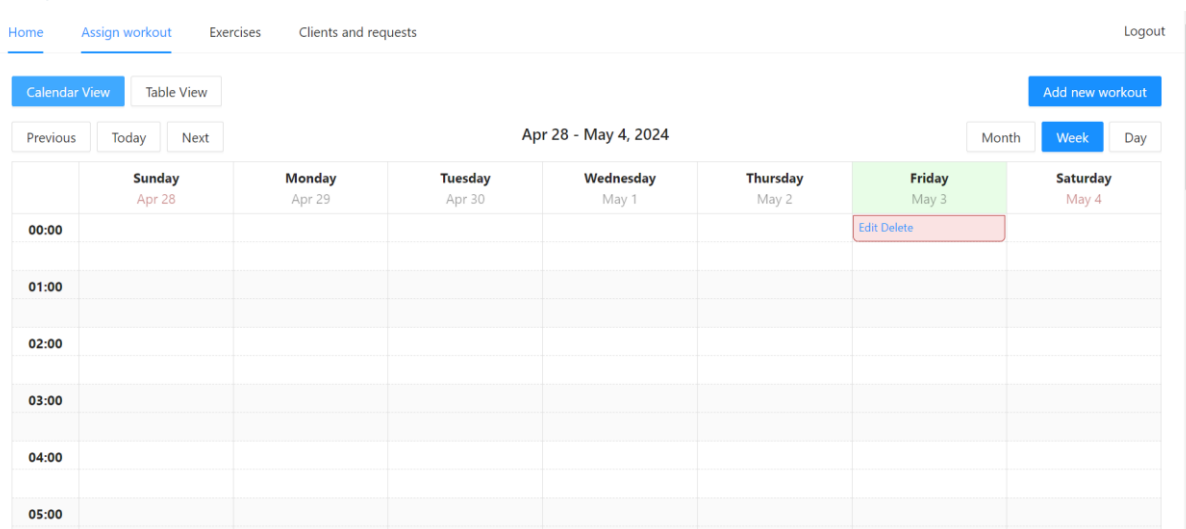 Home Assign workout Exercises Clients and requests Logout
Calendar View Table View Add new workout
Previous Today Next Apr 28 - May 4, 2024 Month Week Day
Sunday Monday Tuesday Wednesday Thursday Friday Saturday
Apr 28 Apr 29 Apr 30 May 1 May 2 May 3 May 4
00:00 Edit Delete
01:00
02:00
03:00
04:00
05:00